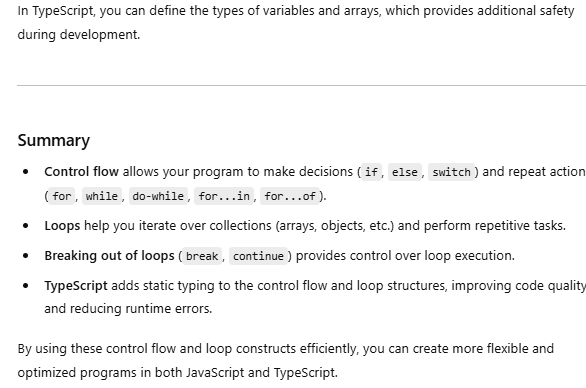 In TypeScript, you can define the types of variables and arrays, which provides additional safety
during development.
Summary
• Control flow allows your program to make decisions (if, else, switch) and repeat action
(for, while, do-while, for...in, for...of).
• Loops help you iterate over collections (arrays, objects, etc.) and perform repetitive tasks.
• Breaking out of loops (break, continue) provides control over loop execution.
• TypeScript adds static typing to the control flow and loop structures, improving code quality
and reducing runtime errors.
By using these control flow and loop constructs efficiently, you can create more flexible and
optimized programs in both JavaScript and TypeScript.